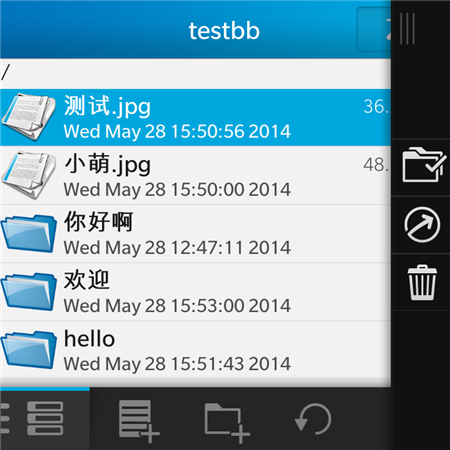 testbb
/
测试.jpg
36.
Wed May 28 15:50:56 2014
小萌.jpg
48.
Wed May 28 15:50:00 2014
你好啊
Wed May 28 12:47:11 2014
欢迎
Wed May 28 15:53:00 2014
hello
Wed May 28 15:51:43 2014